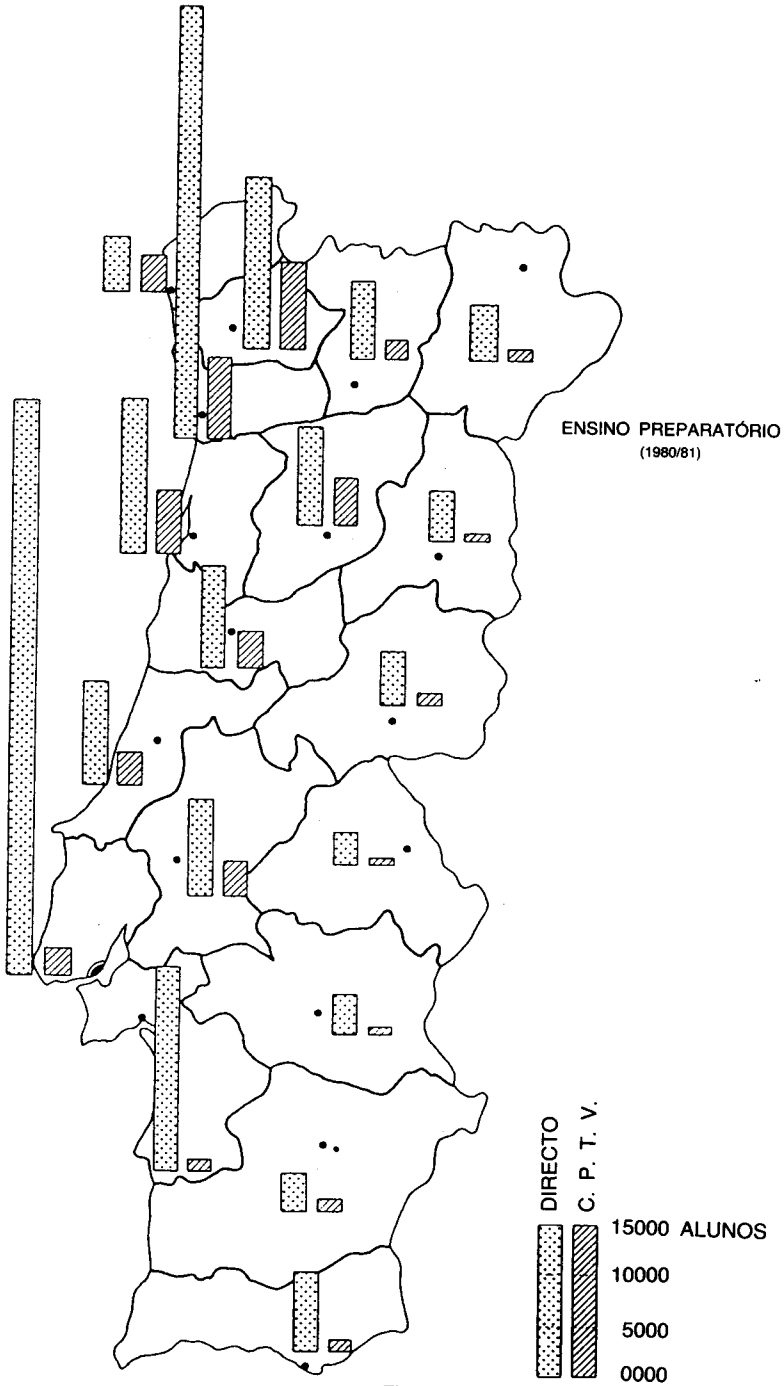 ENSINO PREPARATÓRIO
(1980/81)
DIRECTO
C. P. T. V.
15000 ALUNOS
10000
5000
0000